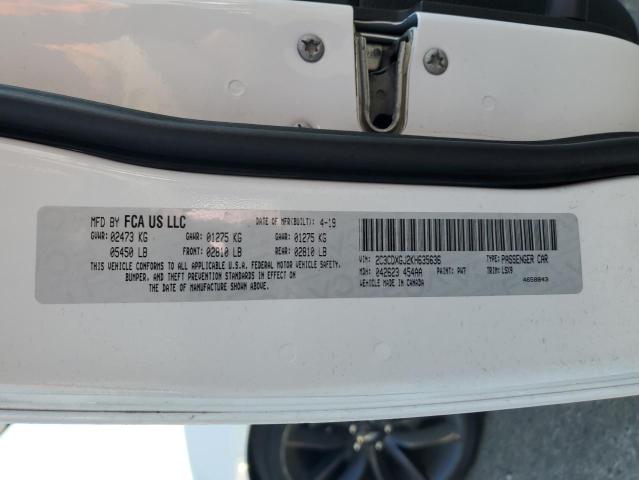 MFD BY FCA US LLC DATE OF MFR(BUILT): 4-19
GVWR: 02473 KG GAWR: 01275 KG GAWR: 01275 KG
05450 LB FRONT: 02810 LB REAR: 02810 LB
THIS VEHICLE CONFORMS TO ALL APPLICABLE U.S.A. FEDERAL MOTOR VEHICLE SAFETY,
BUMPER, AND THEFT PREVENTION STANDARDS IN EFFECT ON
THE DATE OF MANUFACTURE SHOWN ABOVE.
VIN: 2C3CDXGJ2KH635636 TYPE: PASSENGER CAR
MDH: 042623 454AA PAINT: PW7 TRIM: LSX9
VEHICLE MADE IN CANADA 4658843